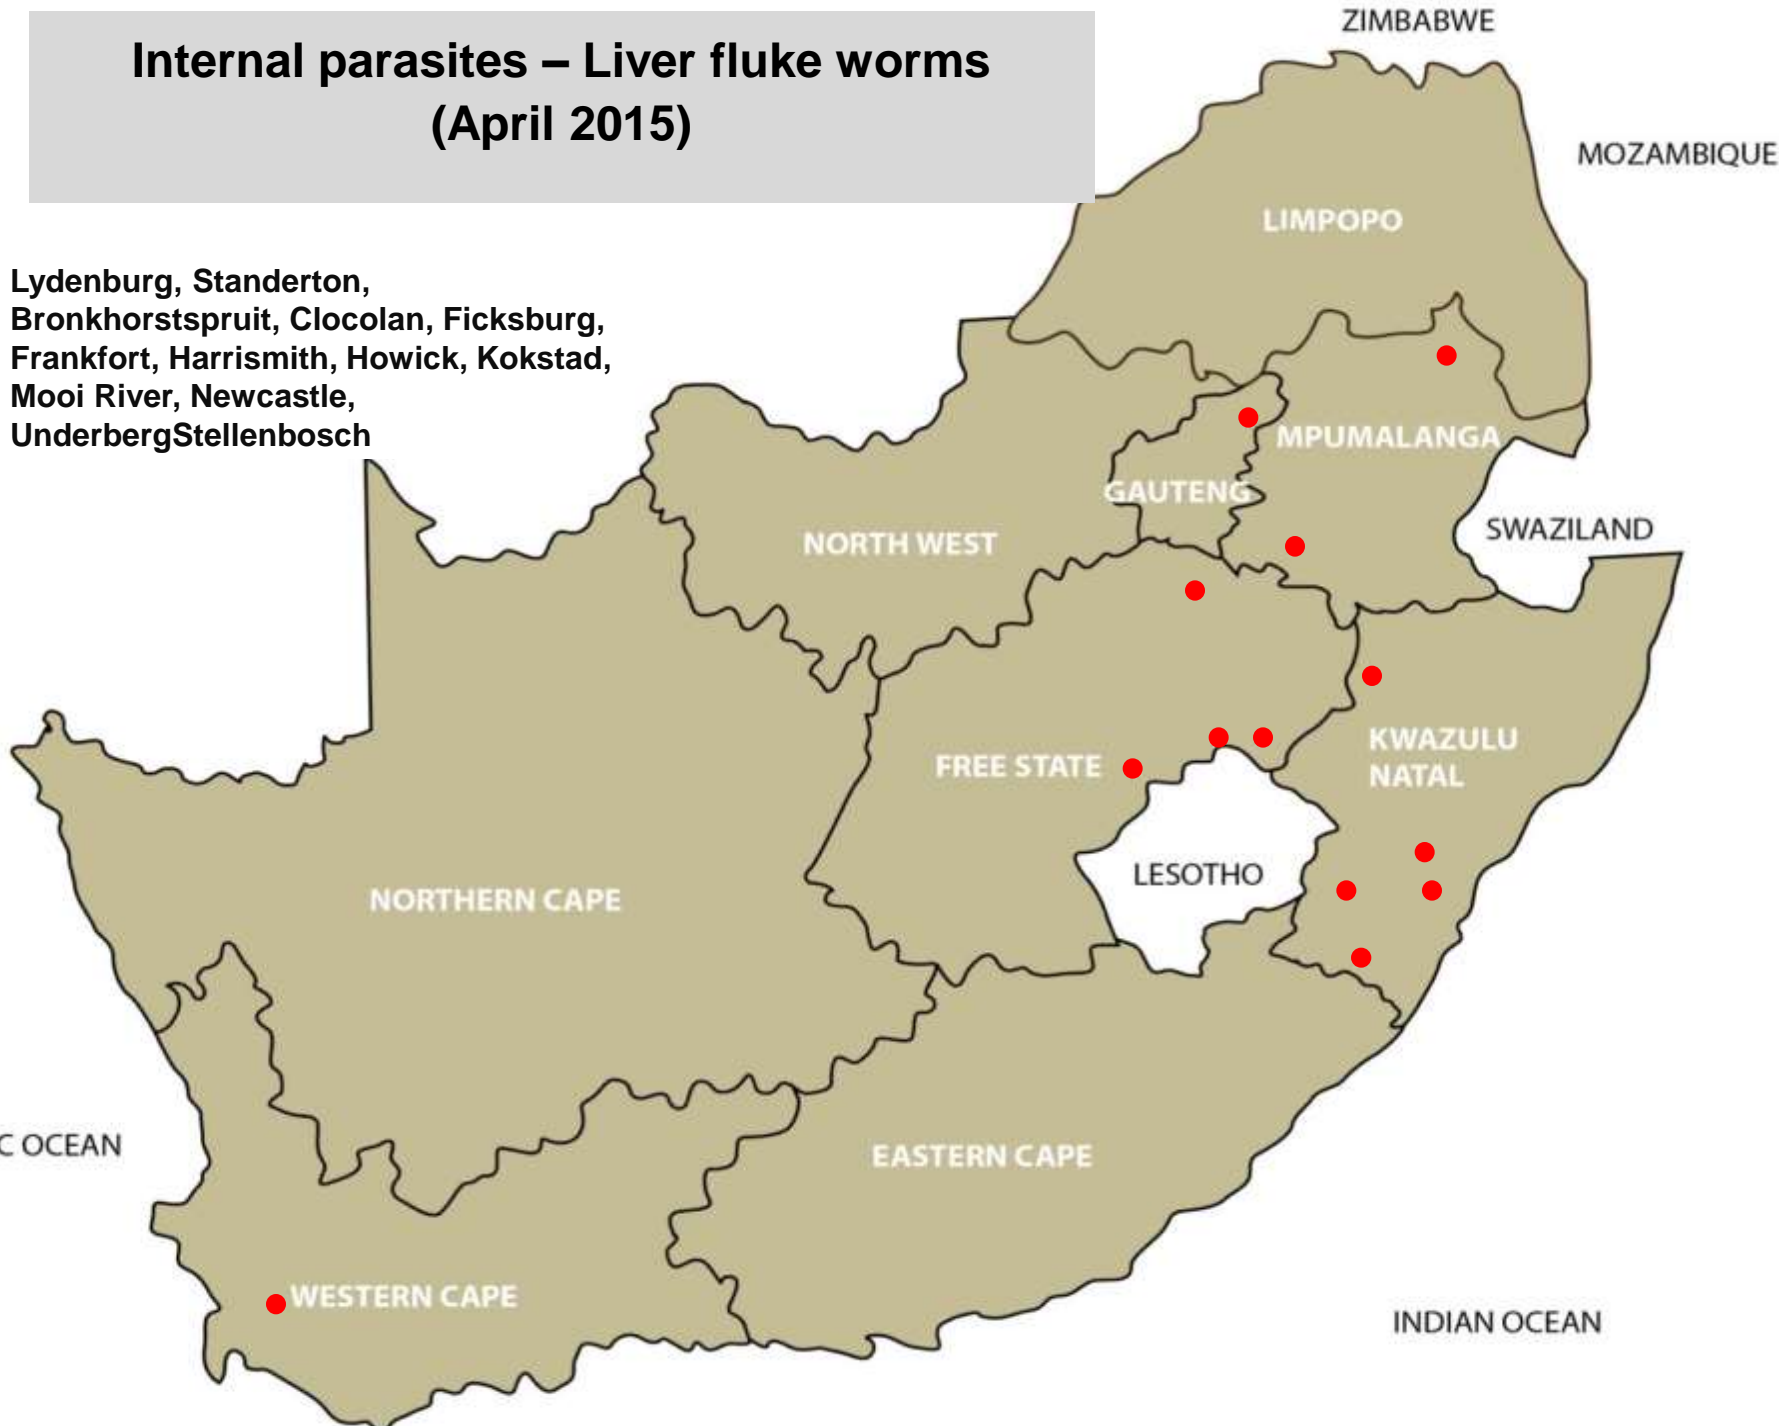 ZIMBABWE
Internal parasites – Liver fluke worms
(April 2015)
MOZAMBIQUE
LIMPOPO
Lydenburg, Standerton,
Bronkhorstspruit, Clocolan, Ficksburg,
Frankfort, Harrismith, Howick, Kokstad,
Mooi River, Newcastle,
UnderbergStellenbosch
MPUMALANGA
GAUTENG
SWAZILAND
NORTH WEST
KWAZULU
NATAL
FREE STATE
LESOTHO
NORTHERN CAPE
C OCEAN
EASTERN CAPE
WESTERN CAPE
INDIAN OCEAN